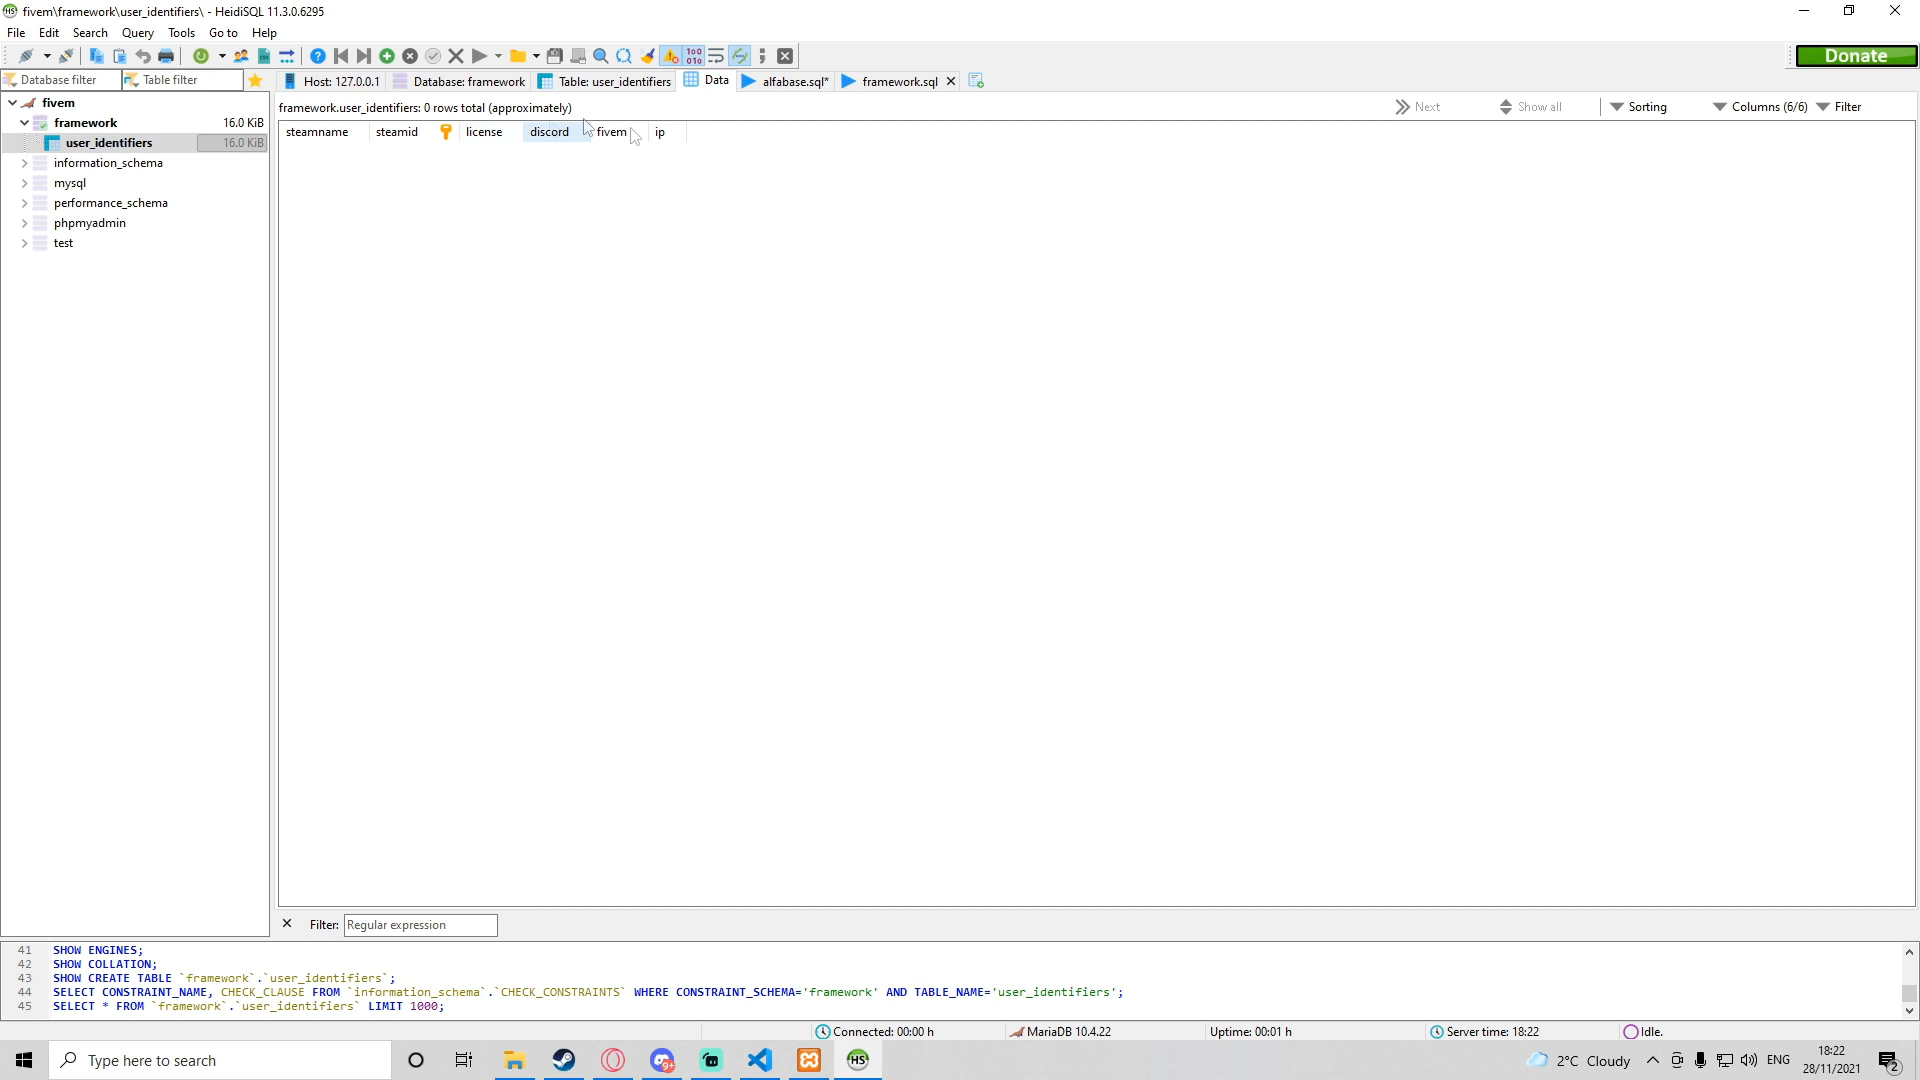 fivem\framework\user_identifiers\ - HeidiSQL 11.3.0.6295
File Edit Search Query Tools Go to Help
Donate
Database filter Table filter Host: 127.0.0.1 Database: framework Table: user_identifiers Data alfabase.sql* framework.sql
fivem
framework 16.0 KiB
user_identifiers 16.0 KiB
information_schema
mysql
performance_schema
phpmyadmin
test
framework.user_identifiers: 0 rows total (approximately) Next Show all Sorting Columns (6/6) Filter
steamname steamid license discord fivem ip
Filter: Regular expression
41 SHOW ENGINES;
42 SHOW COLLATION;
43 SHOW CREATE TABLE `framework`.`user_identifiers`;
44 SELECT CONSTRAINT_NAME, CHECK_CLAUSE FROM `information_schema`.`CHECK_CONSTRAINTS` WHERE CONSTRAINT_SCHEMA='framework' AND TABLE_NAME='user_identifiers';
45 SELECT * FROM `framework`.`user_identifiers` LIMIT 1000;
Connected: 00:00 h MariaDB 10.4.22 Uptime: 00:01 h Server time: 18:22 Idle.
Type here to search
HS
2°C Cloudy ENG
18:22
28/11/2021
2